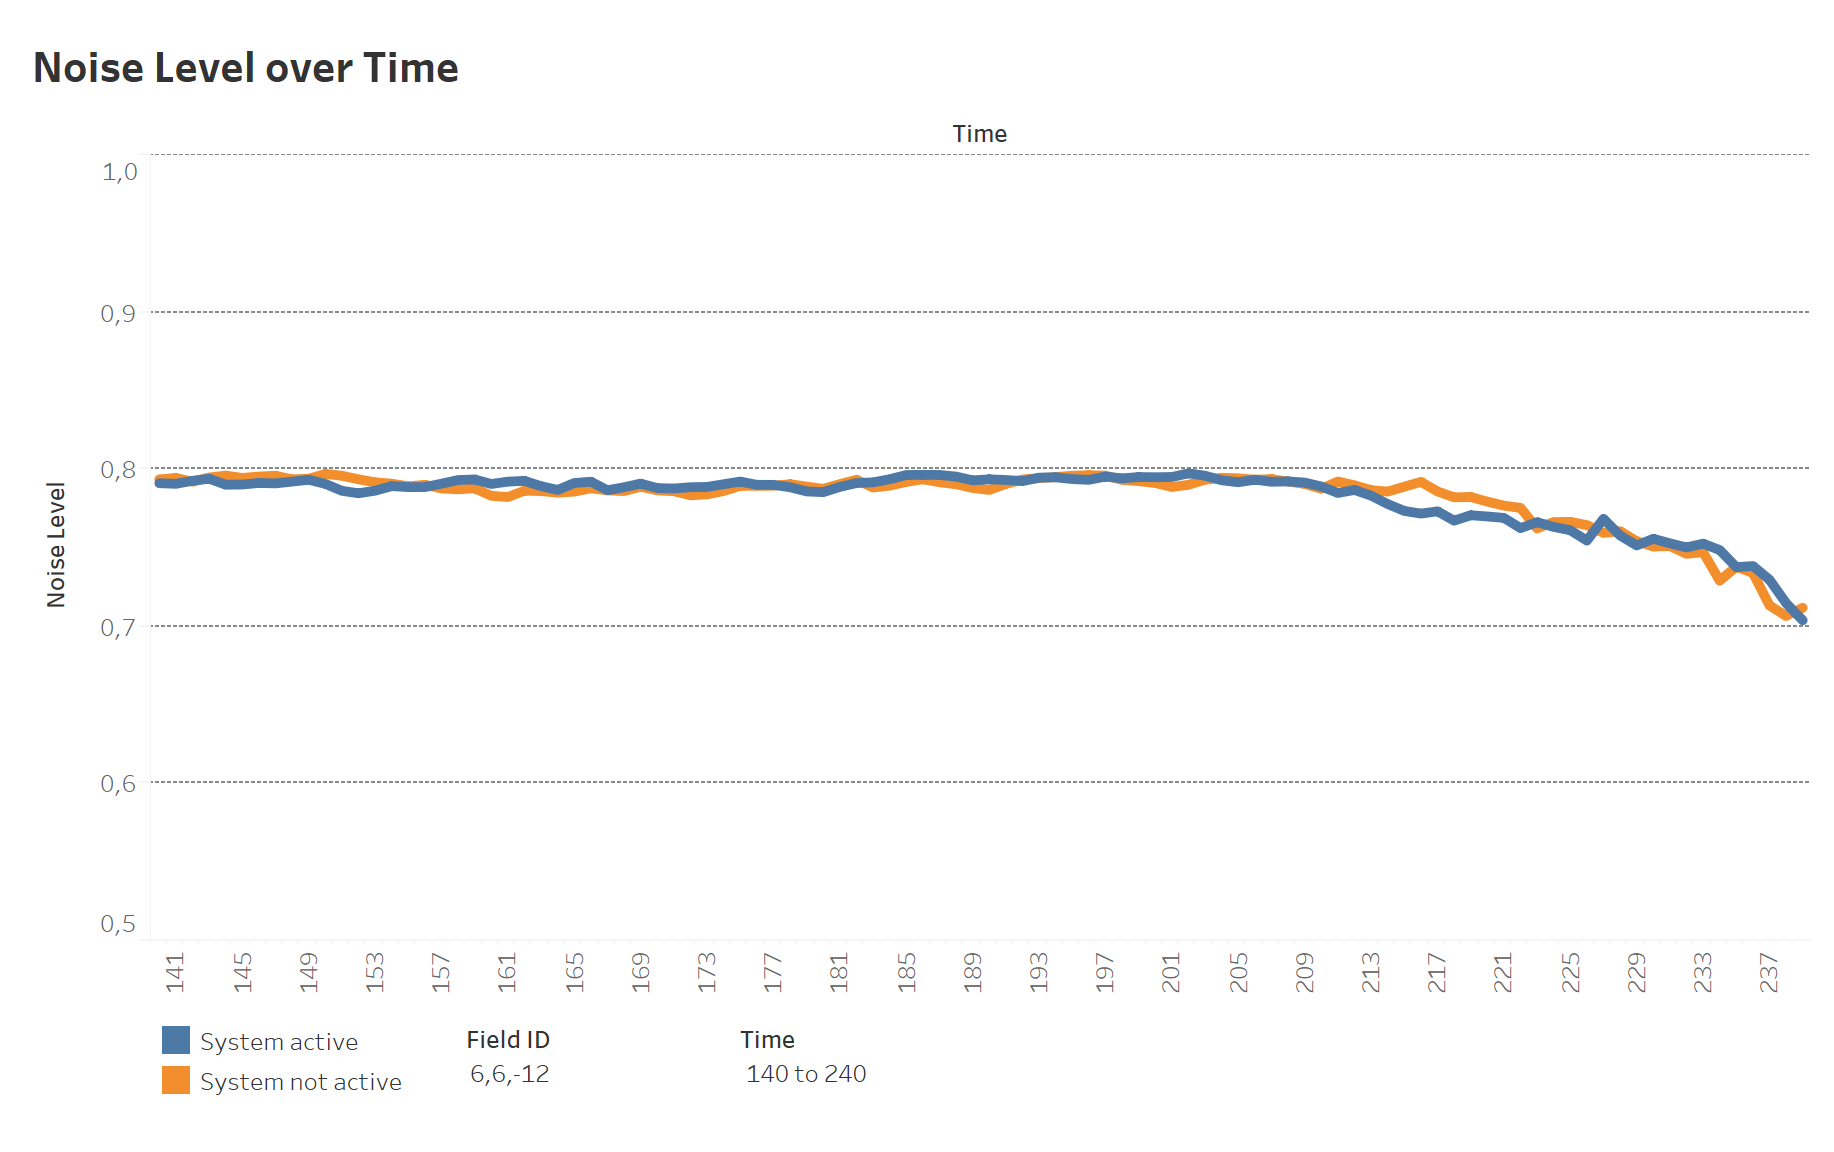 Noise Level over Time
Time
1,0
0,9
0,8
0,7
0,6
0,5
Noise Level
141 145 149 153 157 161 165 169 173 177 181 185 189 193 197 201 205 209 213 217 221 225 229 233 237
System active
System not active
Field ID
6,6,-12
Time
140 to 240